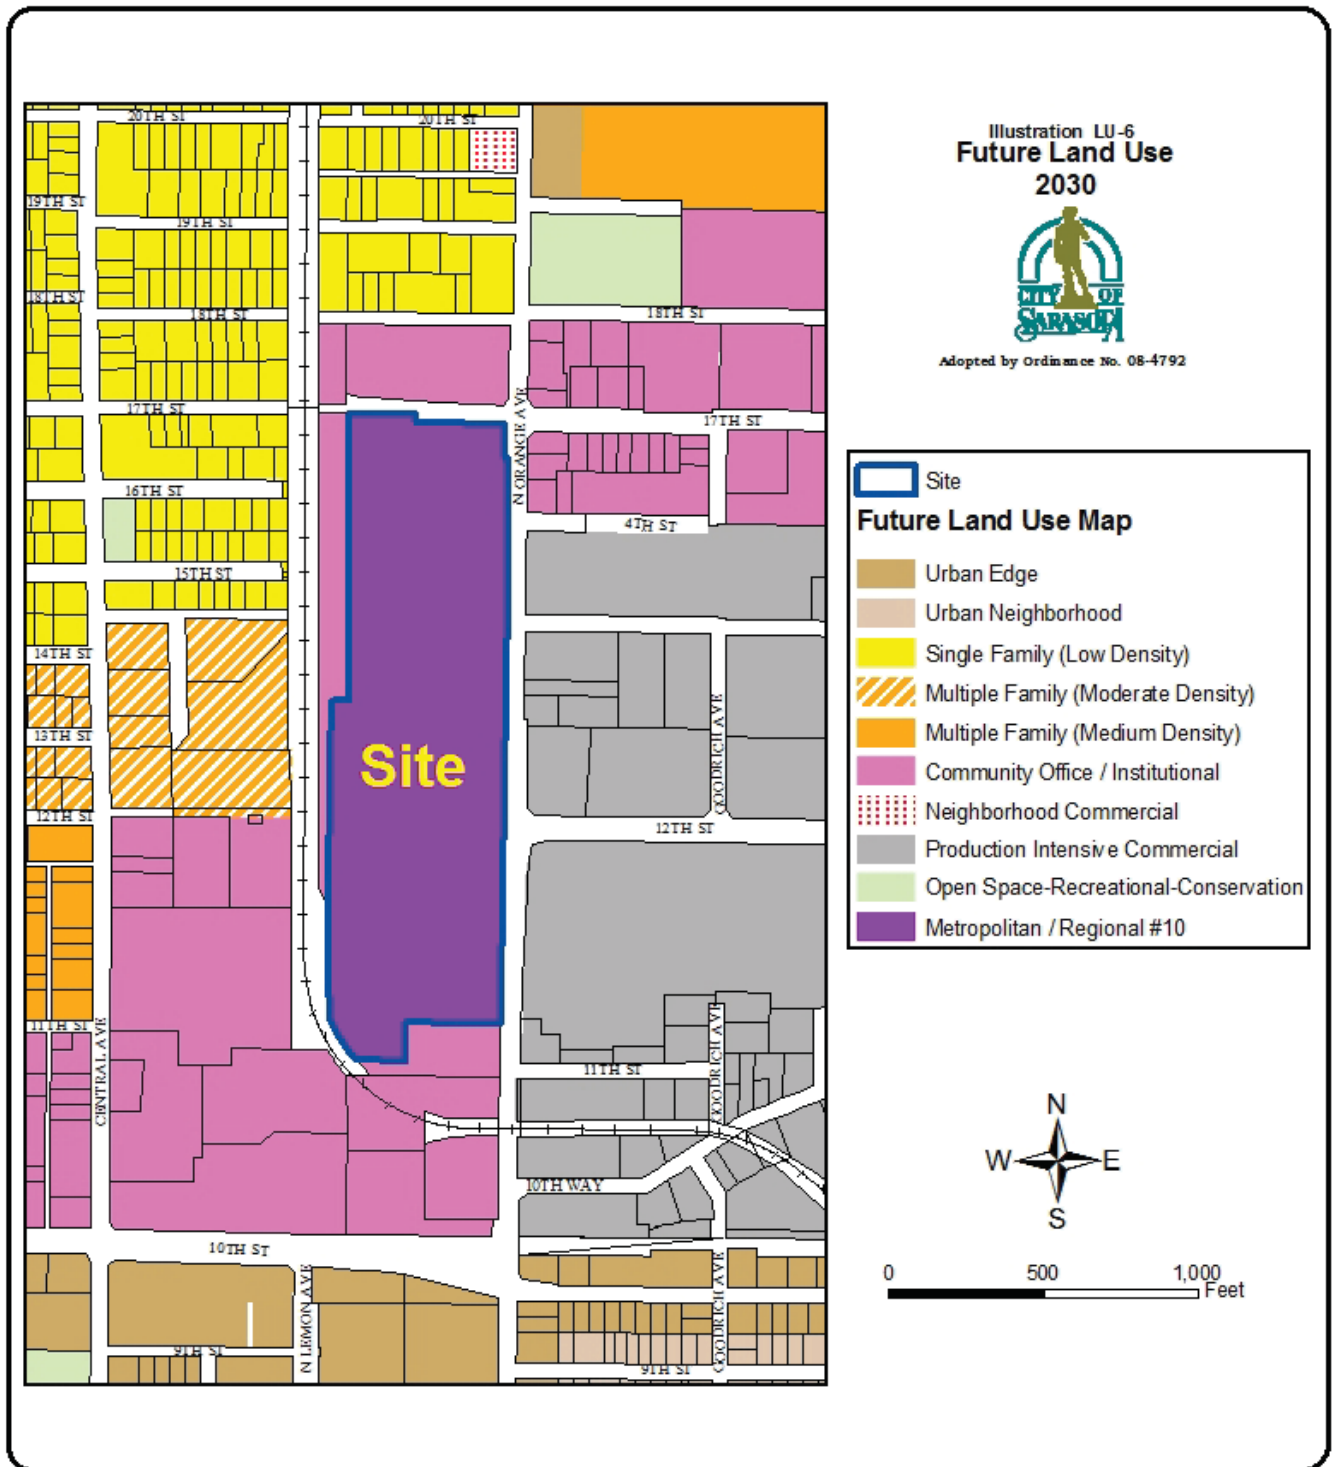 20TH ST
20TH ST
19TH ST
19TH ST
18TH ST
18TH ST
18TH ST
17TH ST
N ORANGE AVE
17TH ST
16TH ST
4TH ST
15TH ST
14TH ST
GOODRICH AVE
13TH ST
Site
12TH ST
12TH ST
11TH ST
CENTRAL AVE
GOODRICH AVE
11TH ST
10TH WAY
10TH ST
N LEMON AVE
GOODRICH AVE
9TH ST
9TH ST
Illustration LU-6
Future Land Use
2030
CITY OF
SARASOTA
Adopted by Ordinance No. 08-4792
Site
Future Land Use Map
Urban Edge
Urban Neighborhood
Single Family (Low Density)
Multiple Family (Moderate Density)
Multiple Family (Medium Density)
Community Office / Institutional
Neighborhood Commercial
Production Intensive Commercial
Open Space-Recreational-Conservation
Metropolitan / Regional #10
N
W E
S
0 500 1,000
Feet